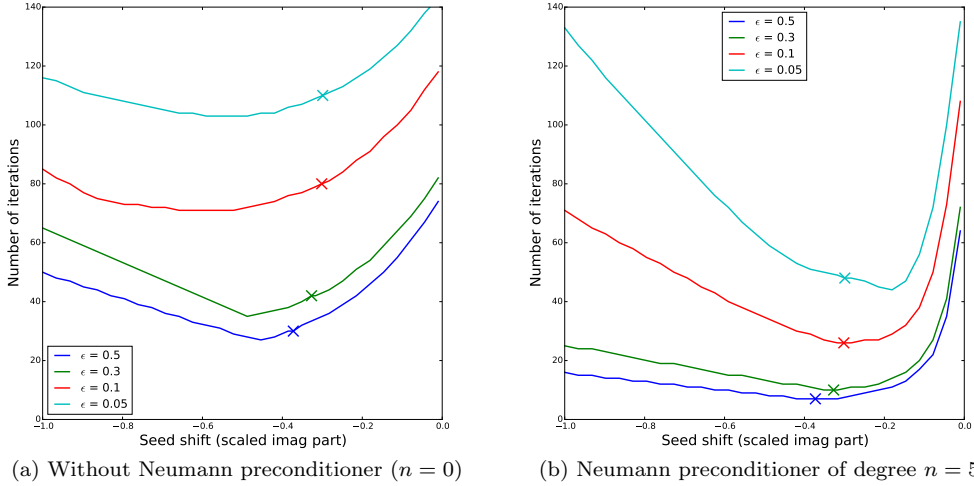 140
120
100
80
60
40
20
0
Number of iterations
ϵ = 0.5
ϵ = 0.3
ϵ = 0.1
ϵ = 0.05
−1.0 −0.8 −0.6 −0.4 −0.2 0.0
Seed shift (scaled imag part)
(a) Without Neumann preconditioner (n = 0)
140
120
100
80
60
40
20
0
Number of iterations
ϵ = 0.5
ϵ = 0.3
ϵ = 0.1
ϵ = 0.05
−1.0 −0.8 −0.6 −0.4 −0.2 0.0
Seed shift (scaled imag part)
(b) Neumann preconditioner of degree n = 5